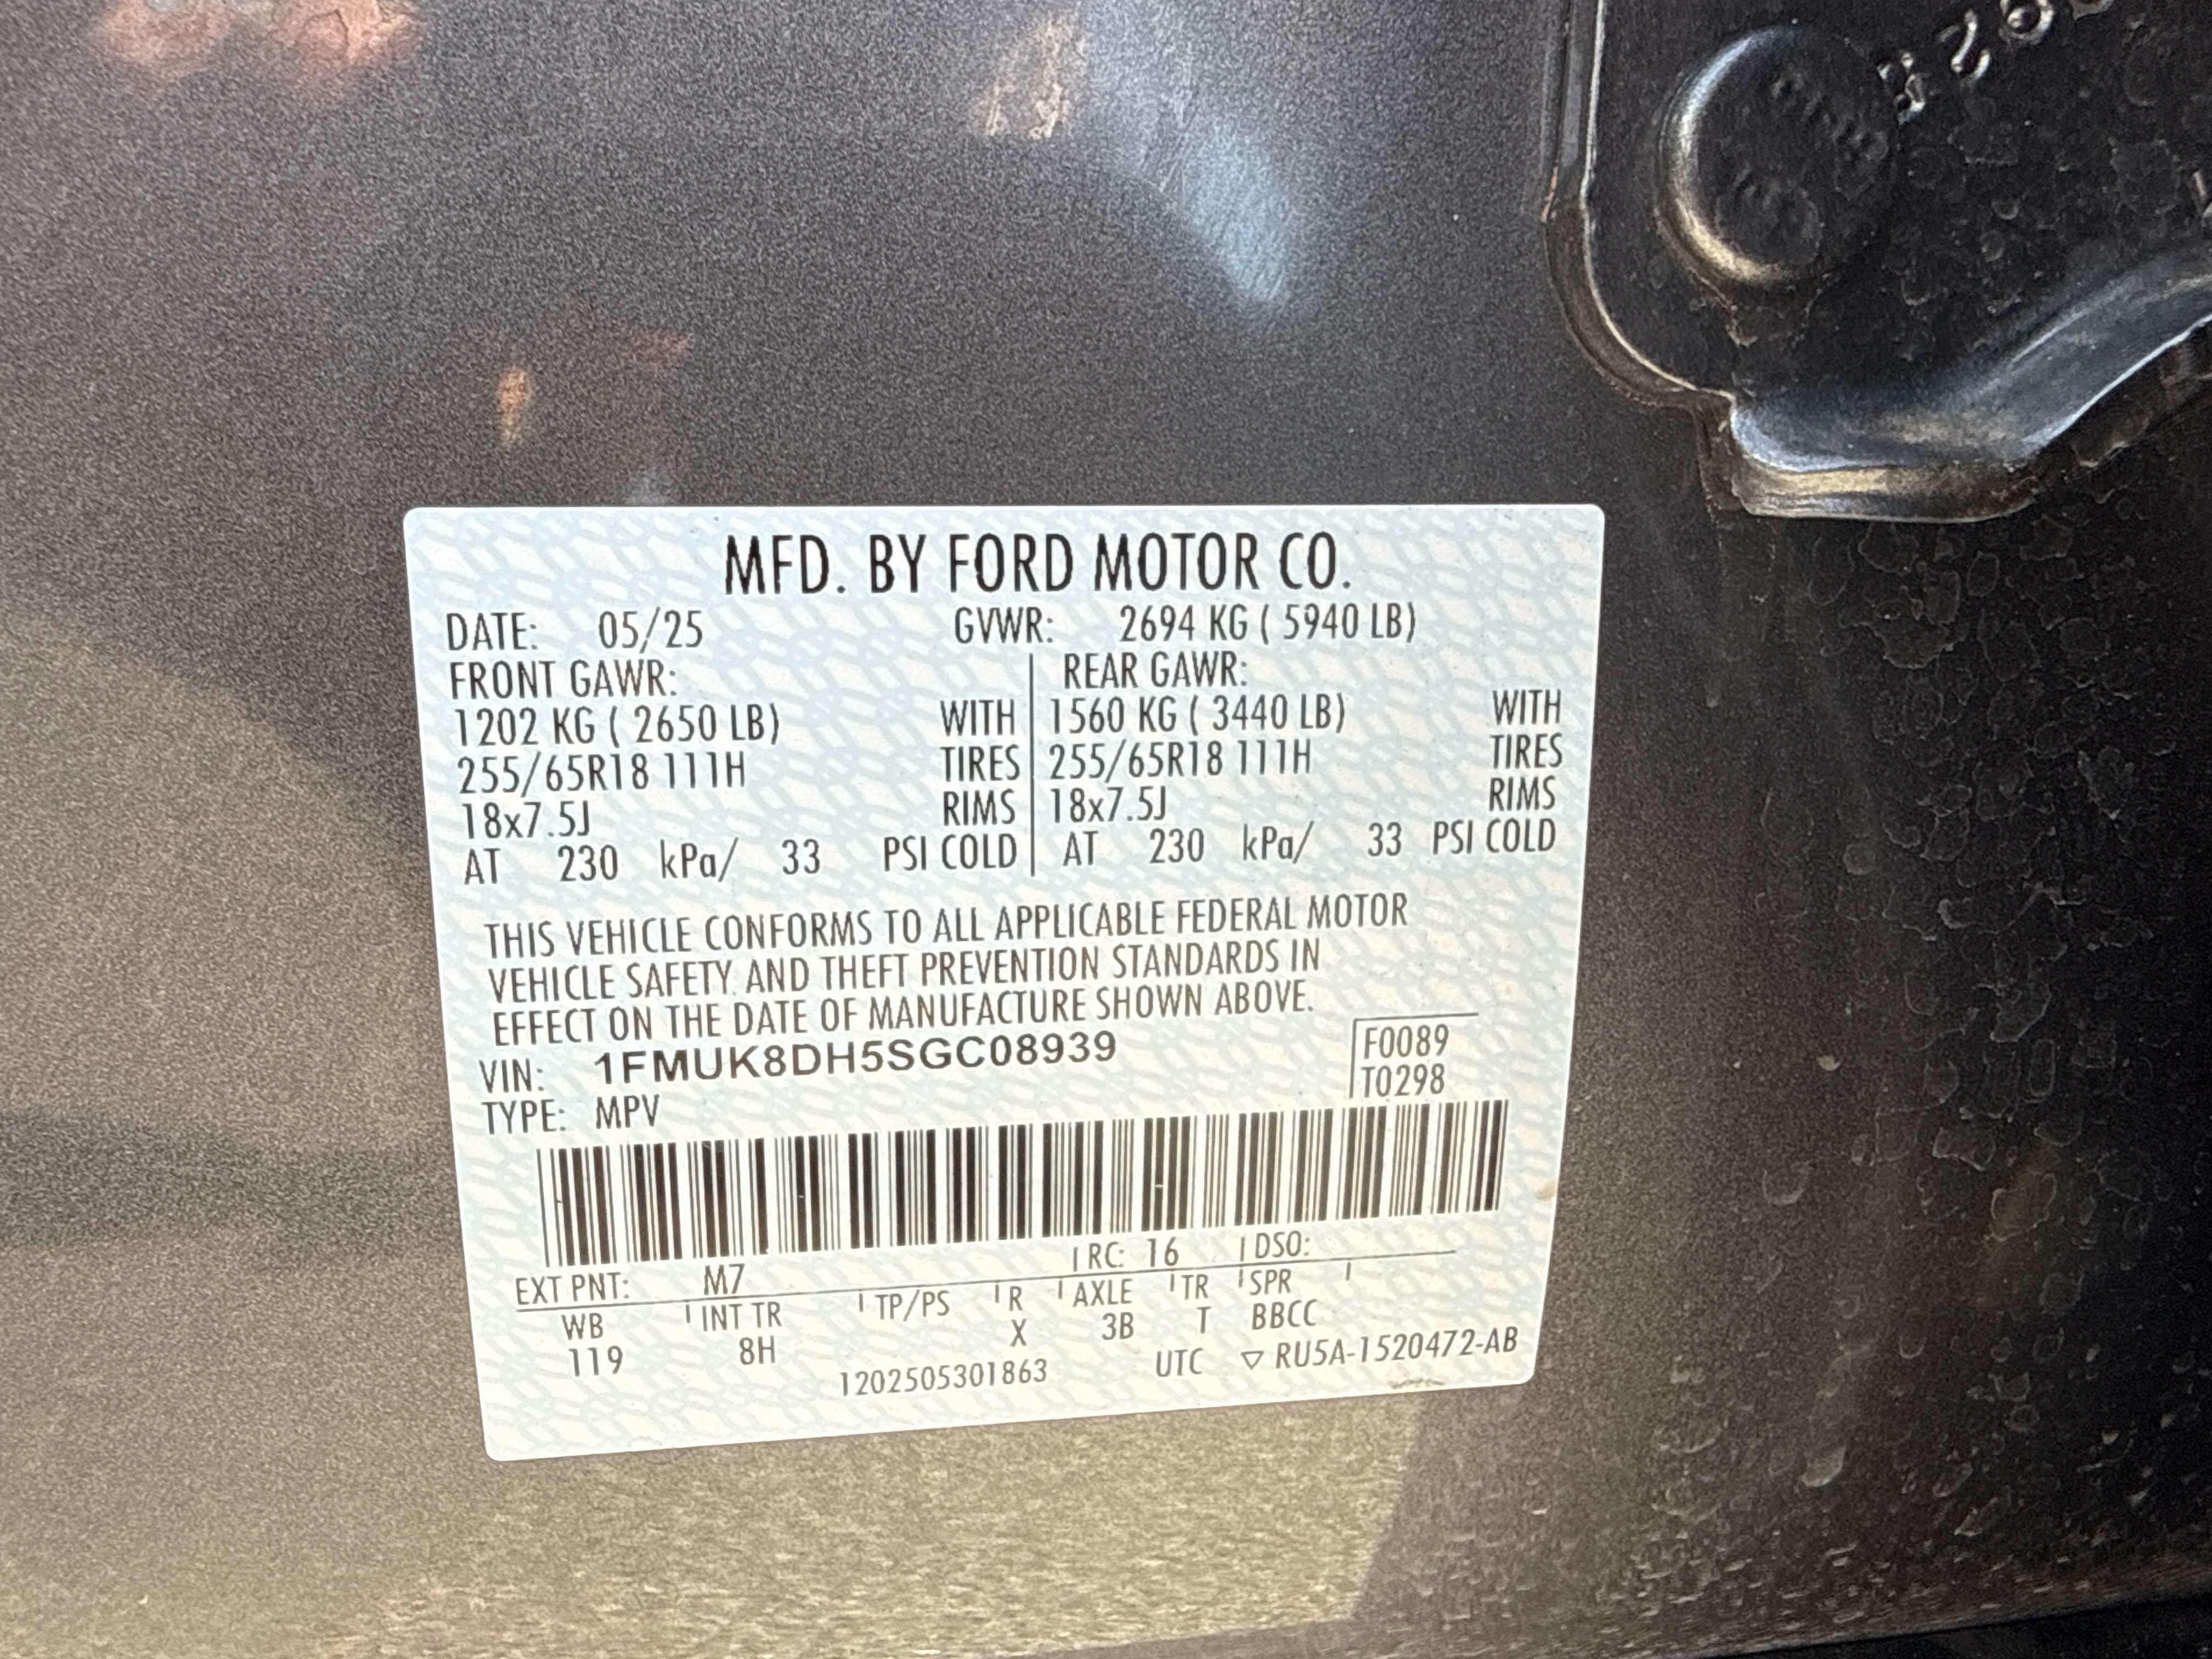 MFD. BY FORD MOTOR CO.
DATE: 05/25 GVWR: 2694 KG ( 5940 LB)
FRONT GAWR: REAR GAWR:
1202 KG ( 2650 LB) WITH 1560 KG ( 3440 LB) WITH
255/65R18 111H TIRES 255/65R18 111H TIRES
18x7.5J RIMS 18x7.5J RIMS
AT 230 kPa/ 33 PSI COLD AT 230 kPa/ 33 PSI COLD
THIS VEHICLE CONFORMS TO ALL APPLICABLE FEDERAL MOTOR
VEHICLE SAFETY AND THEFT PREVENTION STANDARDS IN
EFFECT ON THE DATE OF MANUFACTURE SHOWN ABOVE.
VIN: 1FMUK8DH5SGC08939 F0089
TYPE: MPV T0298
EXT PNT: M7 RC: 16 DSO:
WB INT TR TP/PS R AXLE TR SPR
119 8H X 3B T BBCC
1202505301863 UTC ▽ RU5A-1520472-AB